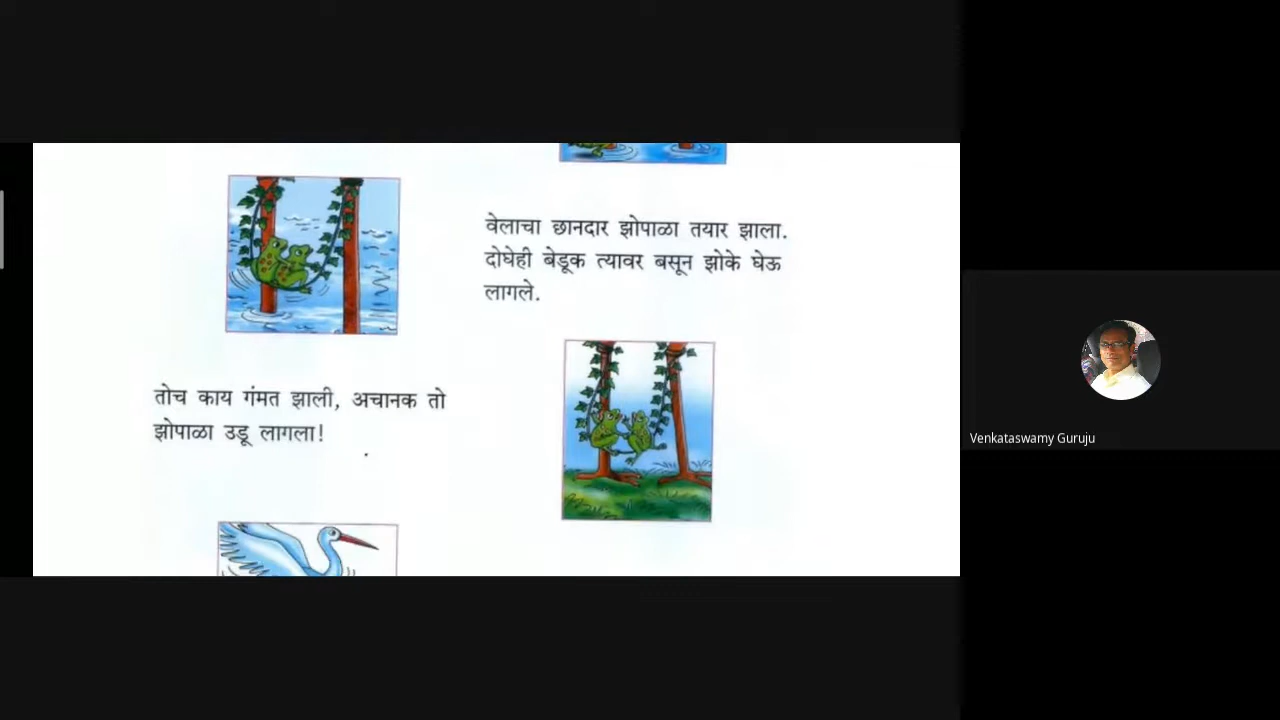 वेलाचा छानदार झोपाळा तयार झाला.
दोघेही बेडूक त्यावर बसून झोके घेऊ
लागले.
तोच काय गंमत झाली, अचानक तो
झोपाळा उडू लागला!
Venkataswamy Guruju